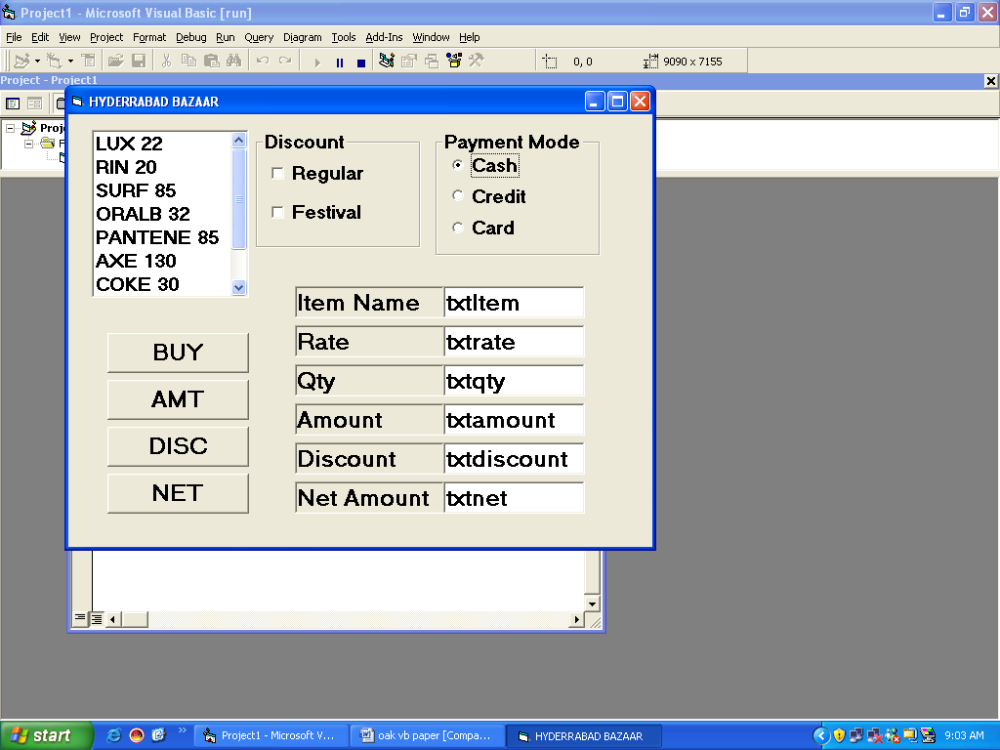 Project1 - Microsoft Visual Basic [run]
File Edit View Project Format Debug Run Query Diagram Tools Add-Ins Window Help
0, 0 9090 x 7155
Project - Project1
HYDERRABAD BAZAAR
Proj
F
LUX 22
RIN 20
SURF 85
ORALB 32
PANTENE 85
AXE 130
COKE 30
Discount
Regular
Festival
Payment Mode
Cash
Credit
Card
Item Name txtItem
Rate txtrate
Qty txtqty
Amount txtamount
Discount txtdiscount
Net Amount txtnet
BUY
AMT
DISC
NET
start Project1 - Microsoft V... oak vb paper [Compa... HYDERRABAD BAZAAR 9:03 AM